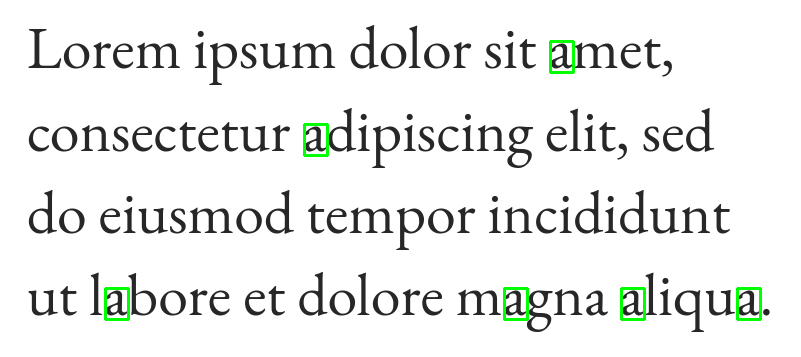 Lorem ipsum dolor sit amet,
consectetur adipiscing elit, sed
do eiusmod tempor incididunt
ut labore et dolore magna aliqua.